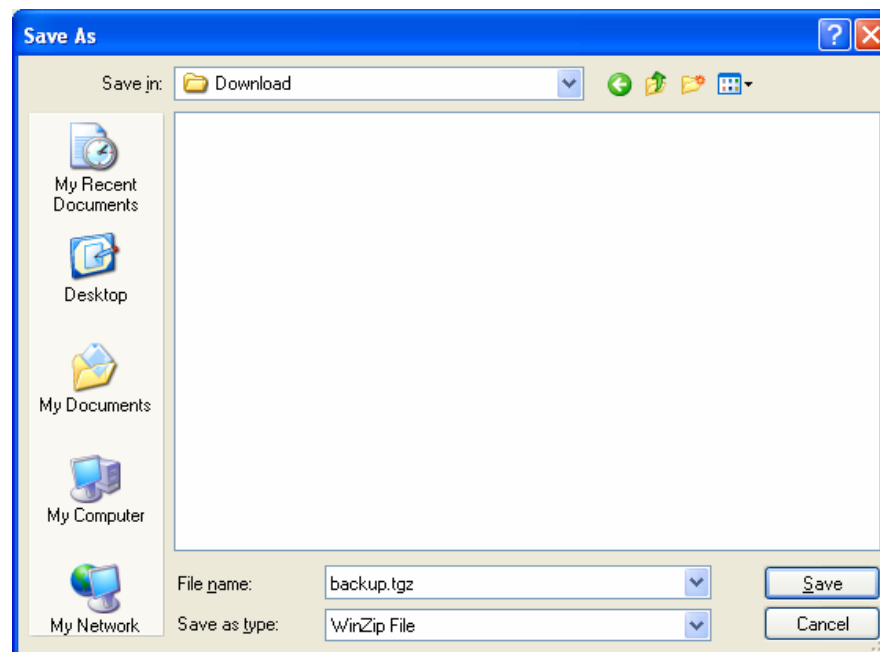 Save As
Save in:
Download
My Recent
Documents
Desktop
My Documents
My Computer
My Network
File name:
backup.tgz
Save
Save as type:
WinZip File
Cancel